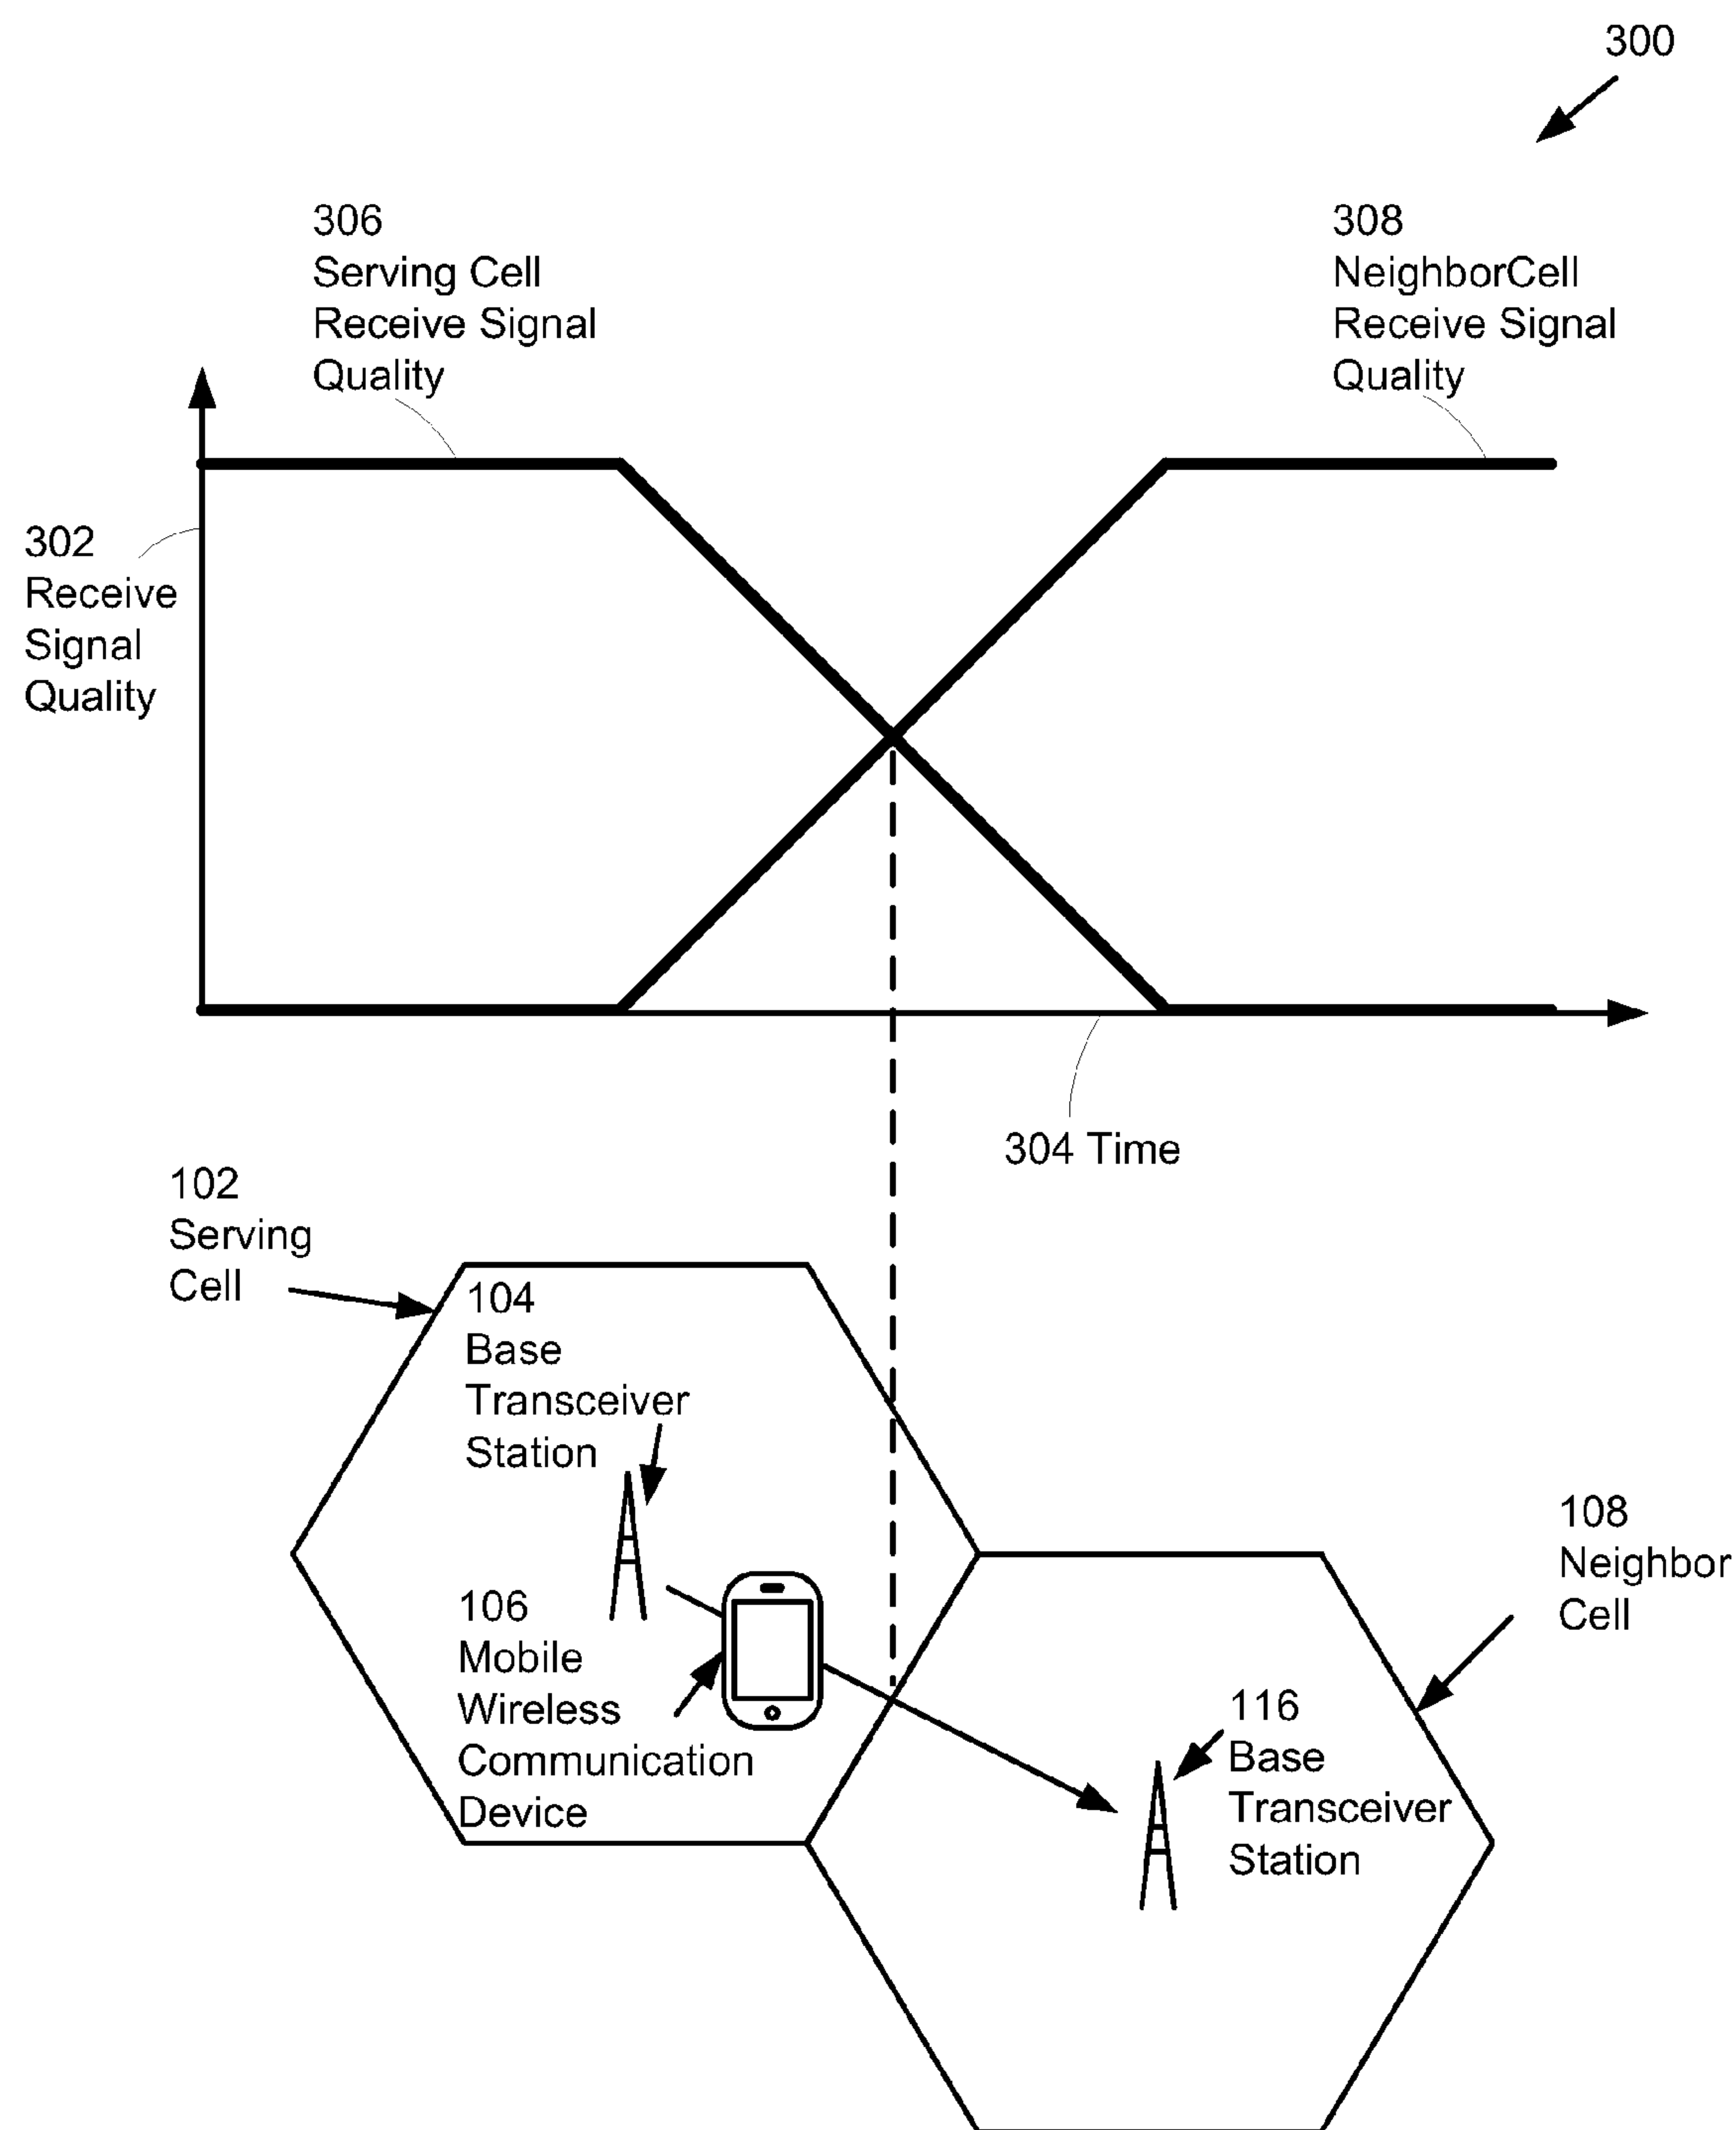 300
306
Serving Cell
Receive Signal
Quality
308
NeighborCell
Receive Signal
Quality
302
Receive
Signal
Quality
304 Time
102
Serving
Cell
104
Base
Transceiver
Station
106
Mobile
Wireless
Communication
Device
108
Neighbor
Cell
116
Base
Transceiver
Station